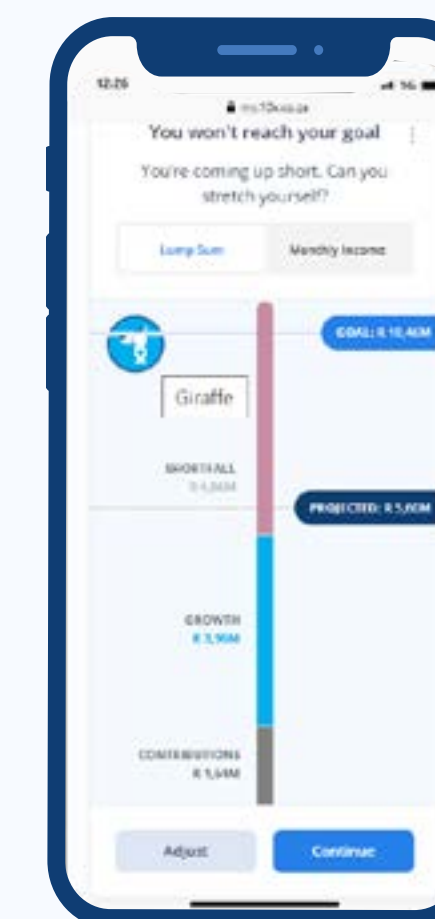 12:26
You won't reach your goal
You're coming up short. Can you
stretch yourself?
Lump Sum
Monthly Income
GOAL: R 10,46M
Giraffe
SHORTFALL
PROJECTED: R 5,60M
GROWTH
R 3,96M
CONTRIBUTIONS
R 1,64M
Adjust
Continue